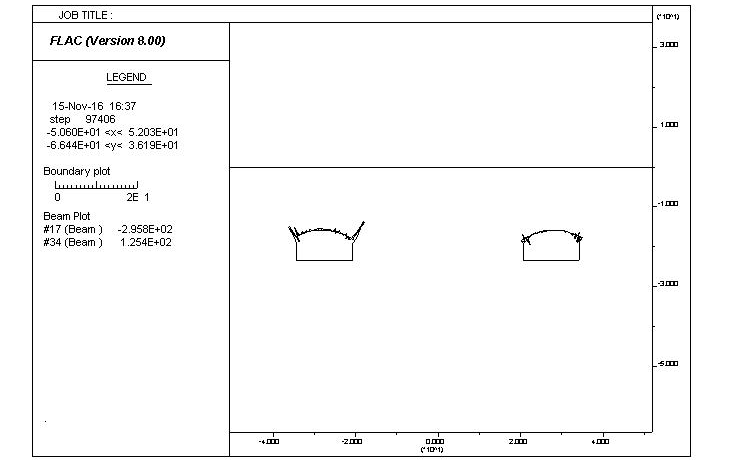 JOB TITLE :
FLAC (Version 8.00)
LEGEND
15-Nov-16 16:37
step 97406
-5.060E+01 <x< 5.203E+01
-6.644E+01 <y< 3.619E+01
Boundary plot
0 2E 1
Beam Plot
#17 (Beam ) -2.958E+02
#34 (Beam ) 1.254E+02
(*10^1)
3.000
1.000
-1.000
-3.000
-5.000
-4.000 -2.000 0.000 2.000 4.000
(*10^1)